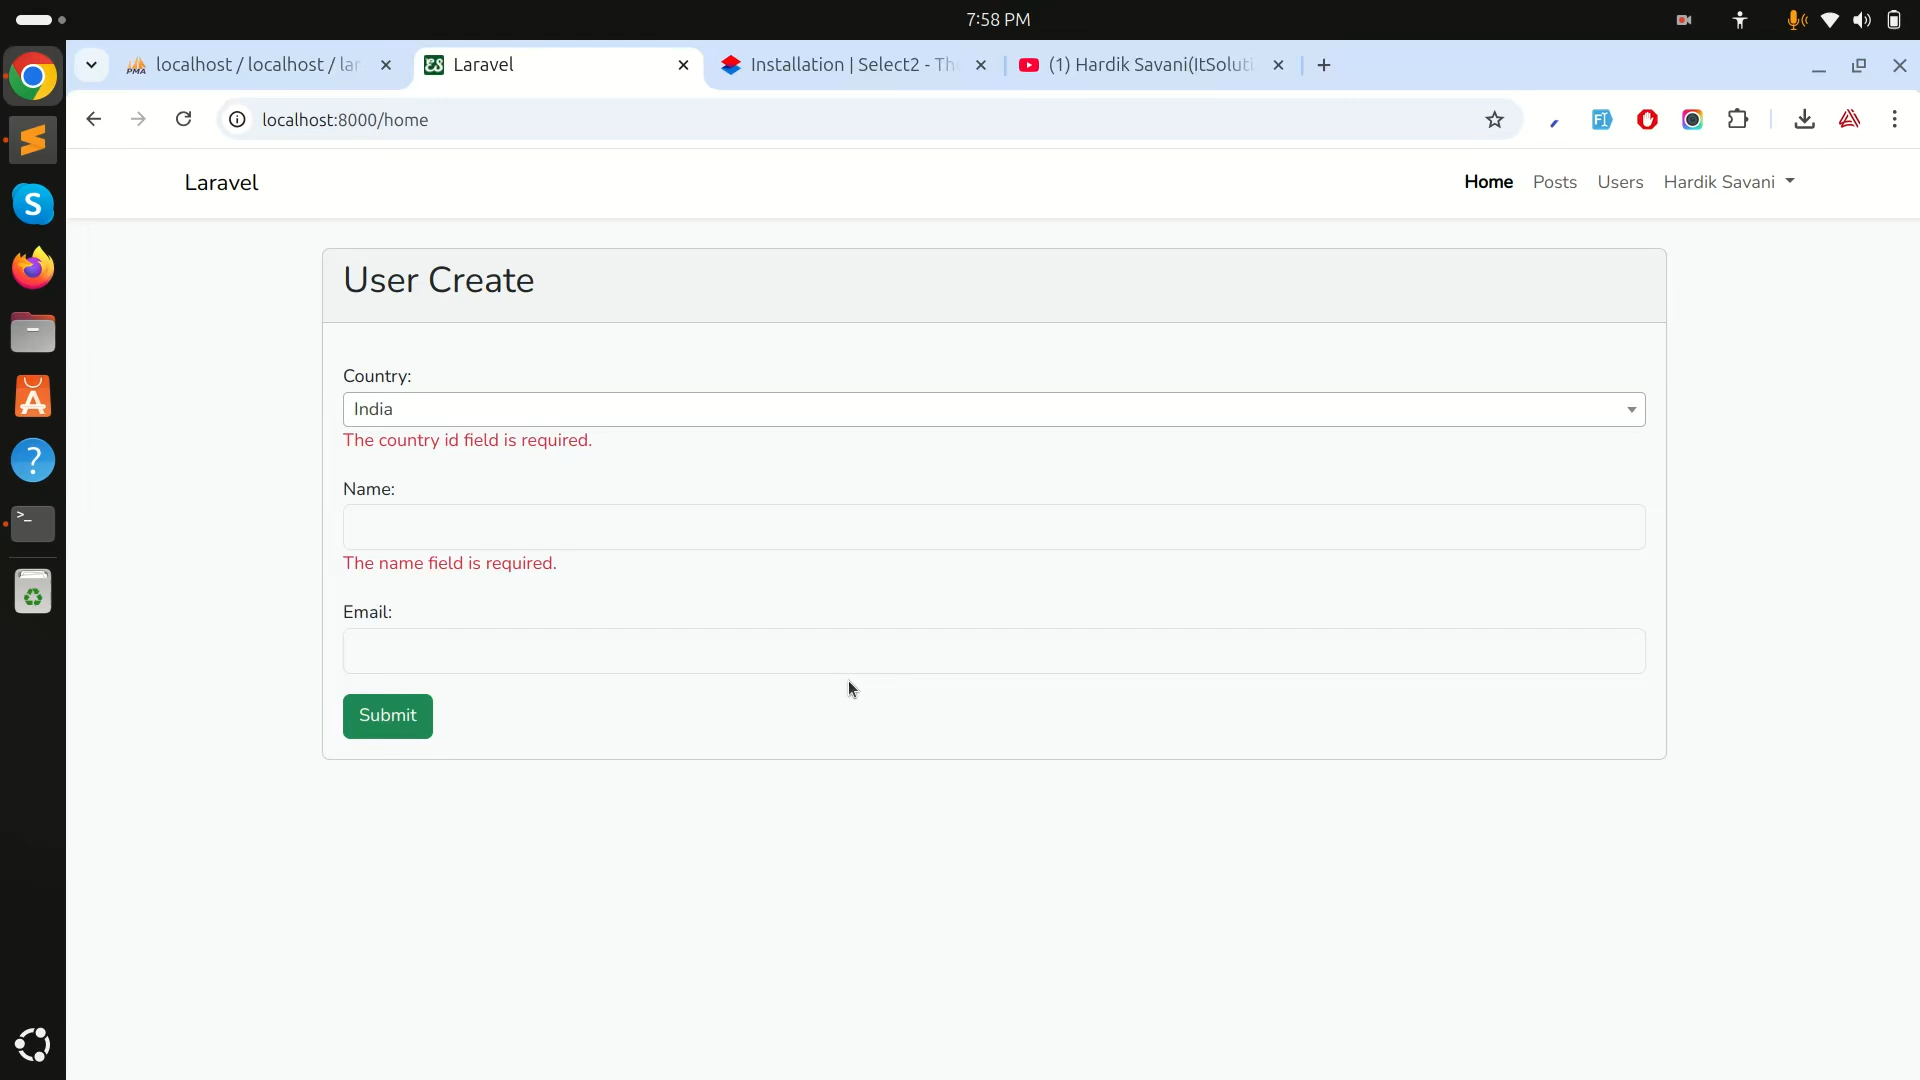 7:58 PM
localhost / localhost / lar
Laravel
Installation | Select2 - Th
(1) Hardik Savani(ItSoluti
localhost:8000/home
Laravel
Home
Posts
Users
Hardik Savani
User Create
Country:
India
The country id field is required.
Name:
The name field is required.
Email:
Submit